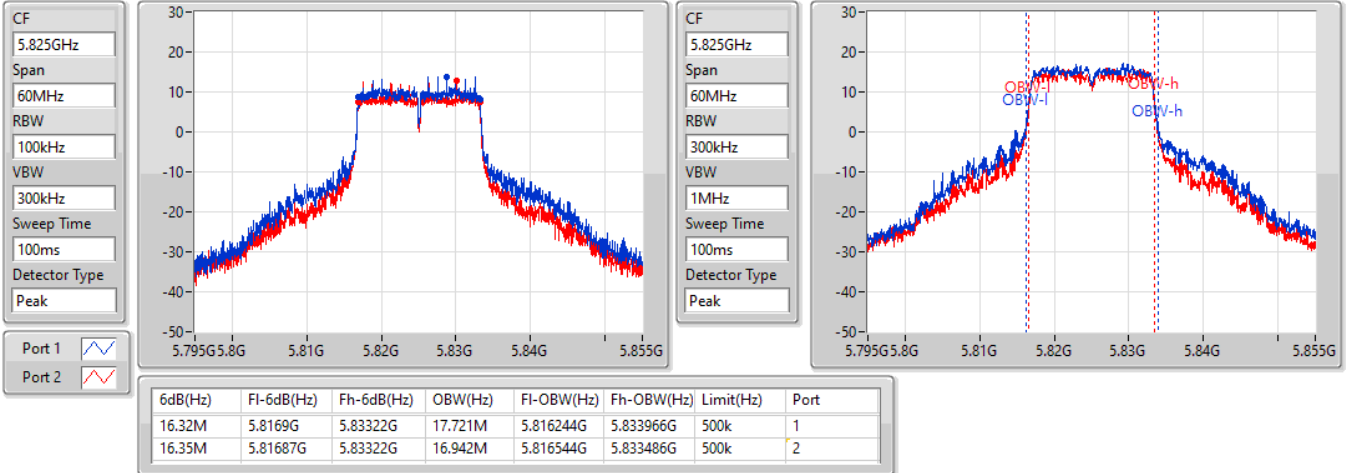 CF
5.825GHz
Span
60MHz
RBW
100kHz
VBW
300kHz
Sweep Time
100ms
Detector Type
Peak
Port 1
Port 2
30
20
10
0
-10
-20
-30
-40
-50
5.795G 5.8G 5.81G 5.82G 5.83G 5.84G 5.855G
CF
5.825GHz
Span
60MHz
RBW
300kHz
VBW
1MHz
Sweep Time
100ms
Detector Type
Peak
30
20
10
0
-10
-20
-30
-40
-50
OBW-l OBW-h
OBW-l OBW-h
5.795G 5.8G 5.81G 5.82G 5.83G 5.84G 5.855G
6dB(Hz) Fl-6dB(Hz) Fh-6dB(Hz) OBW(Hz) Fl-OBW(Hz) Fh-OBW(Hz) Limit(Hz) Port
16.32M 5.8169G 5.83322G 17.721M 5.816244G 5.833966G 500k 1
16.35M 5.81687G 5.83322G 16.942M 5.816544G 5.833486G 500k 2